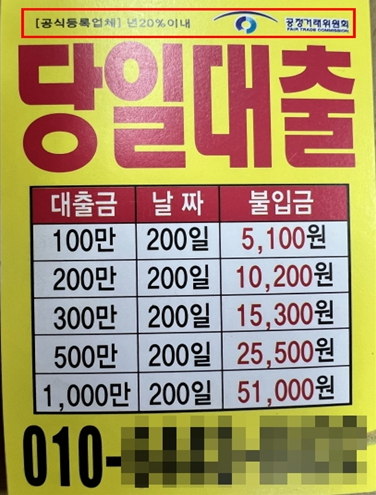 [공식등록업체] 년20%이내 공정거래위원회
FAIR TRADE COMMISSION
당일대출
대출금 날짜 불입금
100만 200일 5,100원
200만 200일 10,200원
300만 200일 15,300원
500만 200일 25,500원
1,000만 200일 51,000원
010-